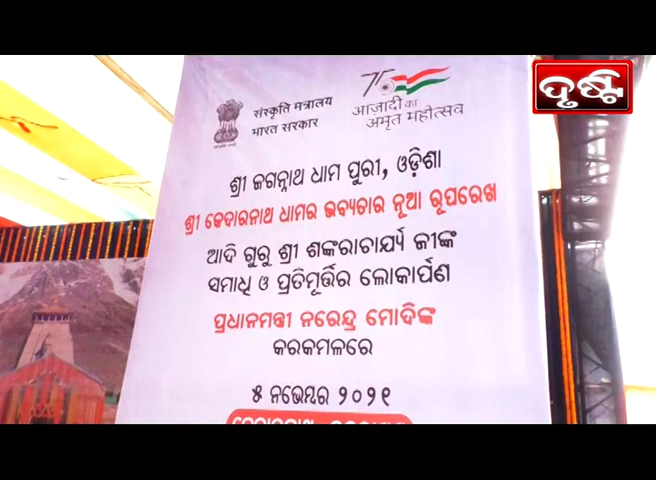 ଦୃଷ୍ଟି
संस्कृति मंत्रालय
भारत सरकार
75
आज़ादी का
अमृत महोत्सव
ଶ୍ରୀ ଜଗନ୍ନାଥ ଧାମ ପୁରୀ, ଓଡ଼ିଶା
ଶ୍ରୀ କେଦାରନାଥ ଧାମର ଭବ୍ୟତାର ନୂଆ ରୂପରେଖ
ଆଦି ଗୁରୁ ଶ୍ରୀ ଶଙ୍କରାଚାର୍ଯ୍ୟ ଜୀଙ୍କ
ସମାଧି ଓ ପ୍ରତିମୂର୍ତ୍ତିର ଲୋକାର୍ପଣ
ପ୍ରଧାନମନ୍ତ୍ରୀ ନରେନ୍ଦ୍ର ମୋଦିଙ୍କ
କରକମଳରେ
୫ ନଭେମ୍ବର ୨୦୨୧